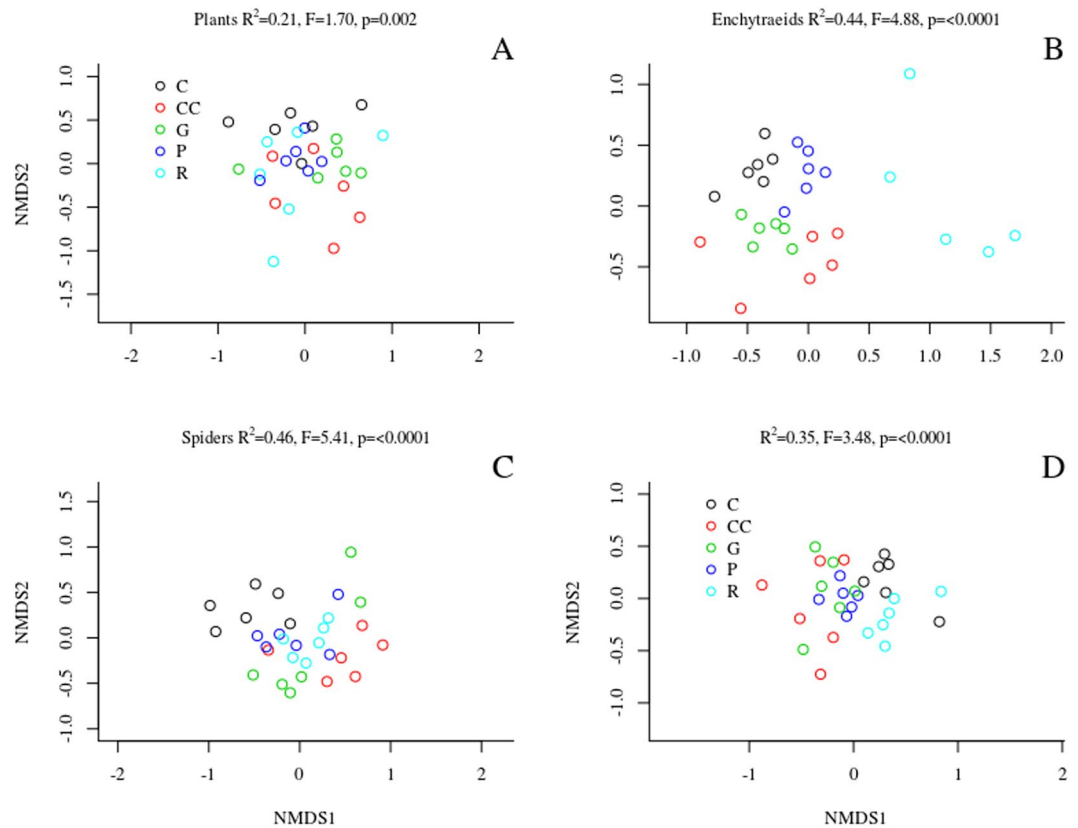 Plants R²=0.21, F=1.70, p=0.002
A
C
CC
G
P
R
NMDS2
1.0
0.5
0.0
-0.5
-1.0
-1.5
-2 -1 0 1 2
Enchytraeids R²=0.44, F=4.88, p=<0.0001
B
1.0
0.5
0.0
-0.5
-1.0 -0.5 0.0 0.5 1.0 1.5 2.0
Spiders R²=0.46, F=5.41, p=<0.0001
C
NMDS2
1.5
1.0
0.5
0.0
-0.5
-1.0
-2 -1 0 1 2
NMDS1
R²=0.35, F=3.48, p=<0.0001
D
C
CC
G
P
R
1.0
0.5
0.0
-0.5
-1.0
-1 0 1 2
NMDS1